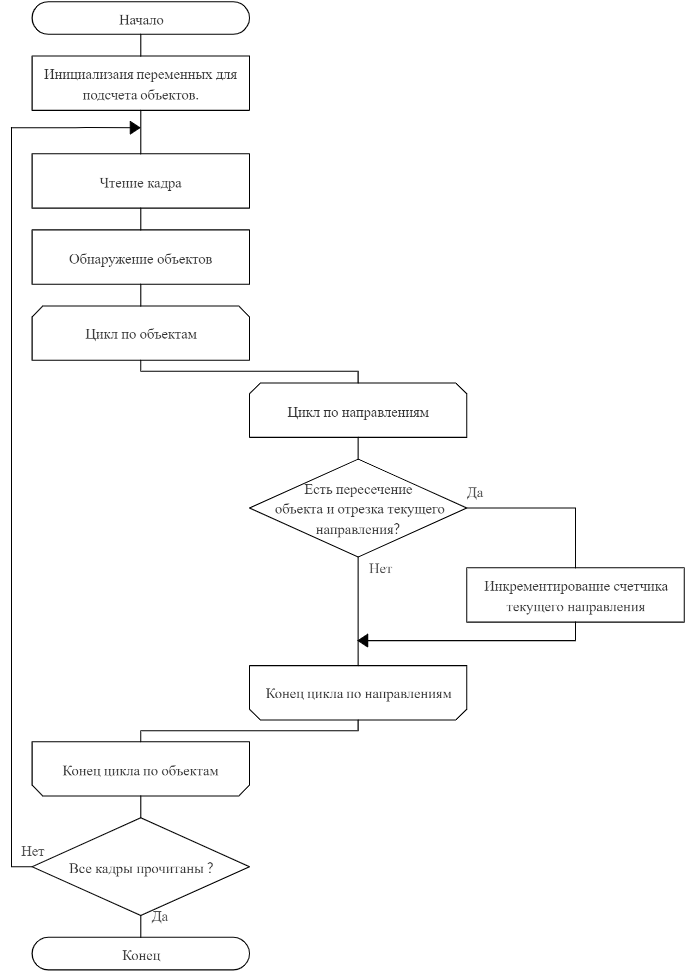 Начало
Инициализаия переменных для
подсчета объектов.
Чтение кадра
Обнаружение объектов
Цикл по объектам
Цикл по направлениям
Есть пересечение
объекта и отрезка текущего
направления?
Да
Нет
Инкрементирование счетчика
текущего направления
Конец цикла по направлениям
Конец цикла по объектам
Нет
Все кадры прочитаны ?
Да
Конец